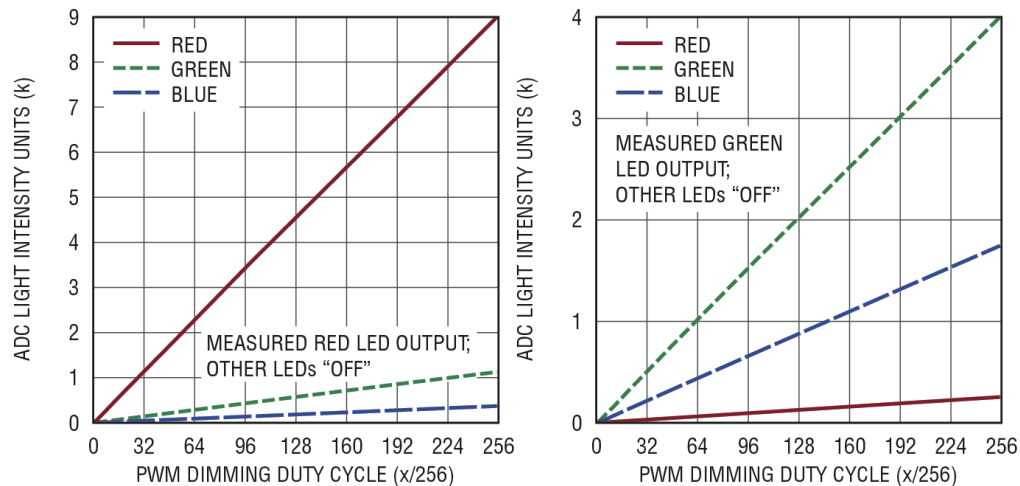 ADC LIGHT INTENSITY UNITS (k)
9
8
7
6
5
4
3
2
1
0
RED
GREEN
BLUE
MEASURED RED LED OUTPUT;
OTHER LEDs “OFF”
0 32 64 96 128 160 192 224 256
PWM DIMMING DUTY CYCLE (x/256)
ADC LIGHT INTENSITY UNITS (k)
4
3
2
1
0
RED
GREEN
BLUE
MEASURED GREEN
LED OUTPUT;
OTHER LEDs “OFF”
0 32 64 96 128 160 192 224 256
PWM DIMMING DUTY CYCLE (x/256)